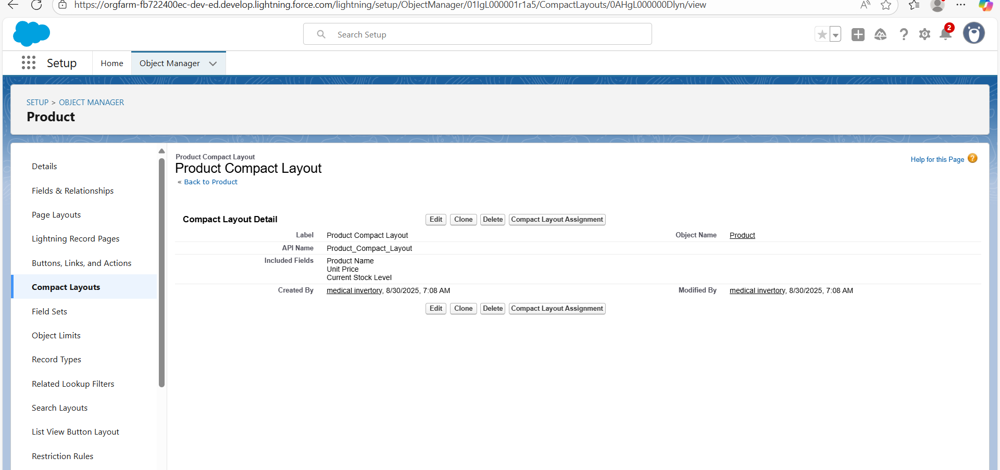 https://orgfarm-fb722400ec-dev-ed.develop.lightning.force.com/lightning/setup/ObjectManager/01IgL000001r1a5/CompactLayouts/0AHgL000000Dlyn/view
Search Setup
2
Setup
Home
Object Manager
SETUP > OBJECT MANAGER
Product
Details
Fields & Relationships
Page Layouts
Lightning Record Pages
Buttons, Links, and Actions
Compact Layouts
Field Sets
Object Limits
Record Types
Related Lookup Filters
Search Layouts
List View Button Layout
Restriction Rules
Product Compact Layout
Help for this Page
Product Compact Layout
« Back to Product
Compact Layout Detail
Edit Clone Delete Compact Layout Assignment
Label Product Compact Layout Object Name Product
API Name Product_Compact_Layout
Included Fields Product Name
Unit Price
Current Stock Level
Created By medical invertory, 8/30/2025, 7:08 AM Modified By medical invertory, 8/30/2025, 7:08 AM
Edit Clone Delete Compact Layout Assignment